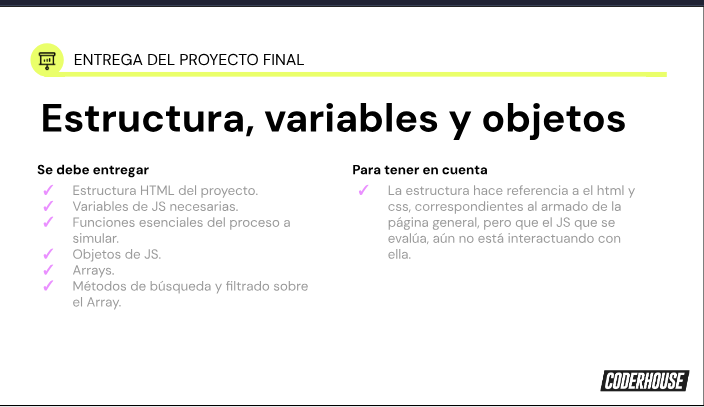 ENTREGA DEL PROYECTO FINAL
Estructura, variables y objetos
Se debe entregar
✓ Estructura HTML del proyecto.
✓ Variables de JS necesarias.
✓ Funciones esenciales del proceso a
simular.
✓ Objetos de JS.
✓ Arrays.
✓ Métodos de búsqueda y filtrado sobre
el Array.
Para tener en cuenta
✓ La estructura hace referencia a el html y
css, correspondientes al armado de la
página general, pero que el JS que se
evalúa, aún no está interactuando con
ella.
CODERHOUSE